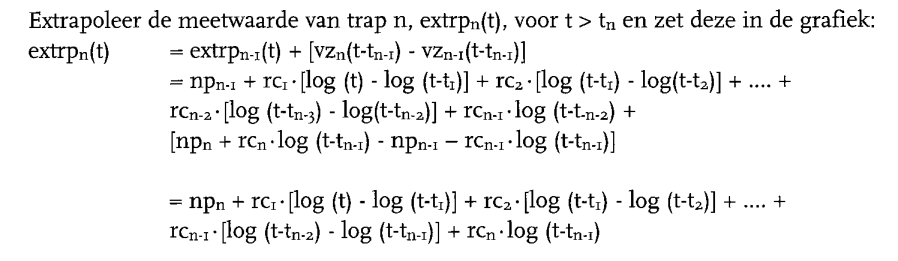 Extrapoleer de meetwaarde van trap n, extrpₙ(t), voor t > tₙ en zet deze in de grafiek:
extrpₙ(t) = extrpₙ₋₁(t) + [vzₙ(t-tₙ₋₁) - vzₙ₋₁(t-tₙ₋₁)]
= npₙ₋₁ + rc₁·[log (t) - log (t-t₁)] + rc₂·[log (t-t₁) - log(t-t₂)] + .... +
rcₙ₋₂·[log (t-tₙ₋₃) - log(t-tₙ₋₂)] + rcₙ₋₁·log (t-t₋ₙ₋₂) +
[npₙ + rcₙ·log (t-tₙ₋₁) - npₙ₋₁ – rcₙ₋₁·log (t-tₙ₋₁)]
= npₙ + rc₁·[log (t) - log (t-t₁)] + rc₂·[log (t-t₁) - log (t-t₂)] + .... +
rcₙ₋₁·[log (t-tₙ₋₂) - log (t-tₙ₋₁)] + rcₙ·log (t-tₙ₋₁)